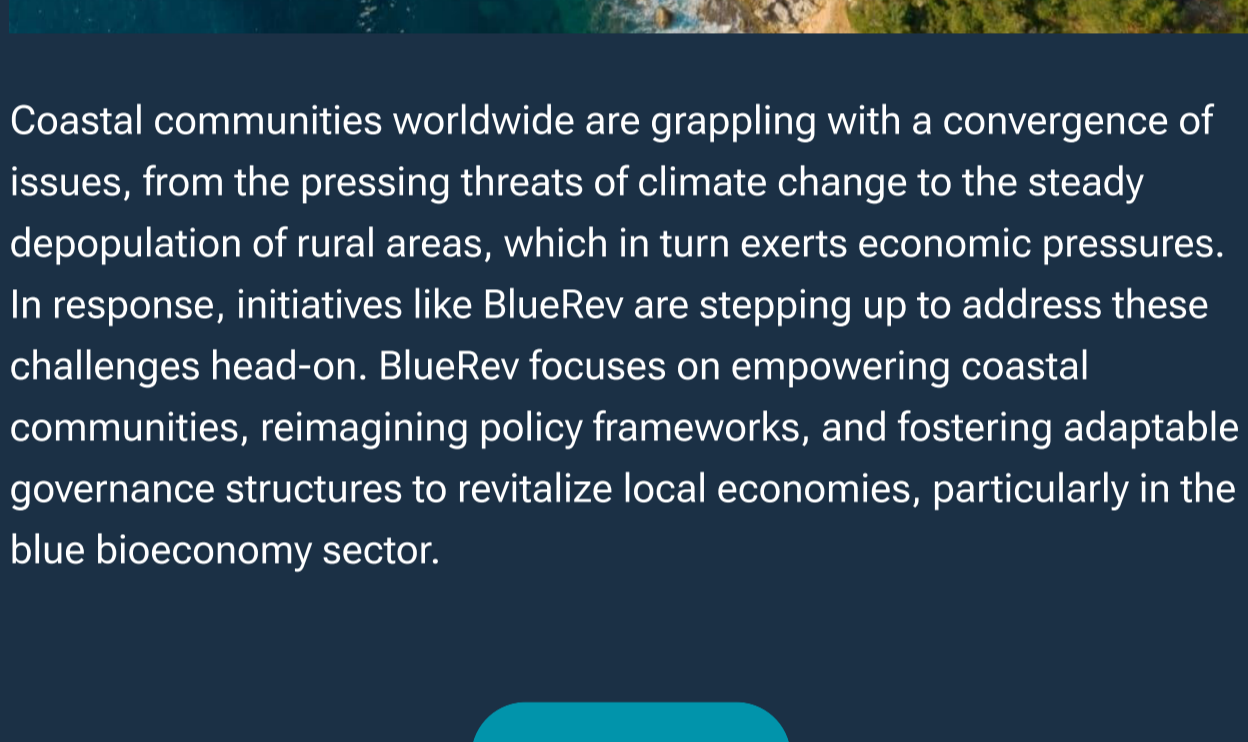 Coastal communities worldwide are grappling with a convergence of
issues, from the pressing threats of climate change to the steady
depopulation of rural areas, which in turn exerts economic pressures.
In response, initiatives like BlueRev are stepping up to address these
challenges head-on. BlueRev focuses on empowering coastal
communities, reimagining policy frameworks, and fostering adaptable
governance structures to revitalize local economies, particularly in the
blue bioeconomy sector.